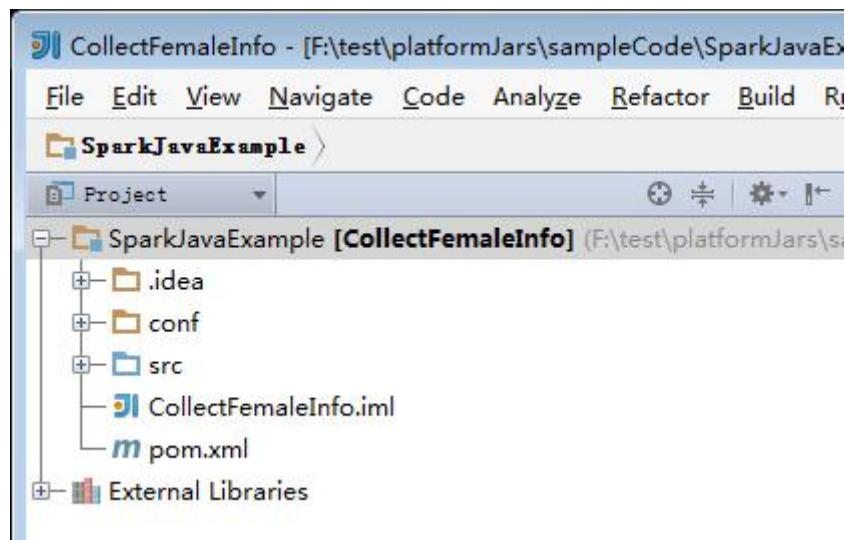 CollectFemaleInfo - [F:\test\platformJars\sampleCode\SparkJavaEx
File Edit View Navigate Code Analyze Refactor Build Ru
SparkJavaExample
Project
SparkJavaExample [CollectFemaleInfo] (F:\test\platformJars\sa
.idea
conf
src
CollectFemaleInfo.iml
pom.xml
External Libraries